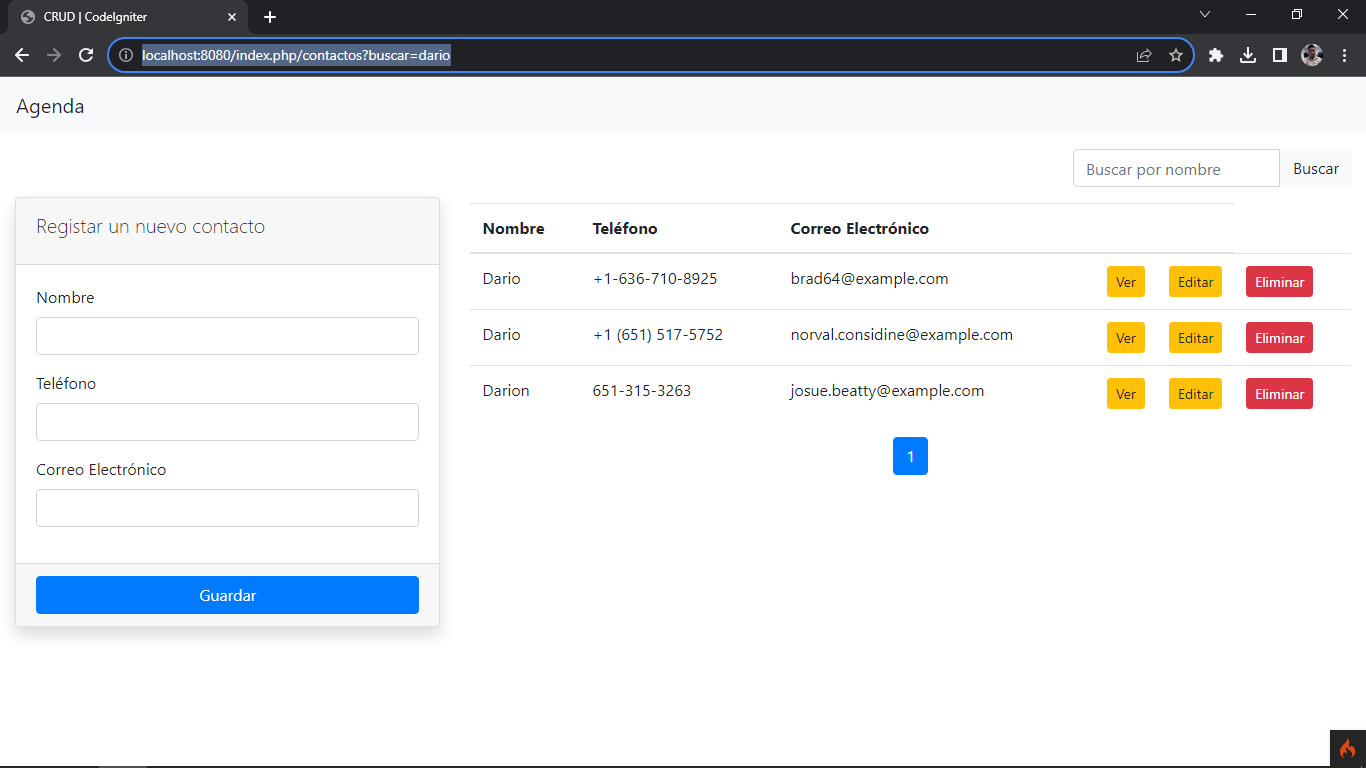 CRUD | CodeIgniter
localhost:8080/index.php/contactos?buscar=dario
Agenda
Buscar por nombre Buscar
Registar un nuevo contacto
Nombre
Teléfono
Correo Electrónico
Guardar
Nombre Teléfono Correo Electrónico
Dario +1-636-710-8925 brad64@example.com Ver Editar Eliminar
Dario +1 (651) 517-5752 norval.considine@example.com Ver Editar Eliminar
Darion 651-315-3263 josue.beatty@example.com Ver Editar Eliminar
1